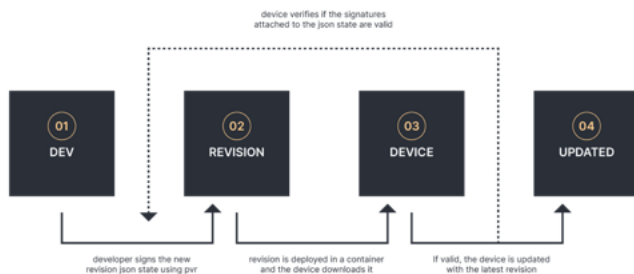 device verifies if the signatures
attached to the json state are valid
01
DEV
02
REVISION
03
DEVICE
04
UPDATED
developer signs the new
revision json state using pvr
revision is deployed in a container
and the device downloads it
If valid, the device is updated
with the latest revision